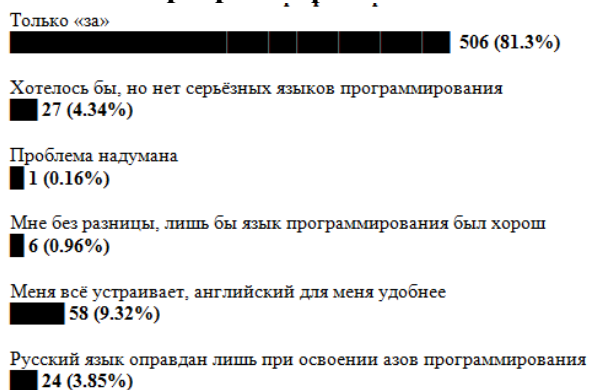 Только «за»
506 (81.3%)
Хотелось бы, но нет серьёзных языков программирования
27 (4.34%)
Проблема надумана
1 (0.16%)
Мне без разницы, лишь бы язык программирования был хорош
6 (0.96%)
Меня всё устраивает, английский для меня удобнее
58 (9.32%)
Русский язык оправдан лишь при освоении азов программирования
24 (3.85%)